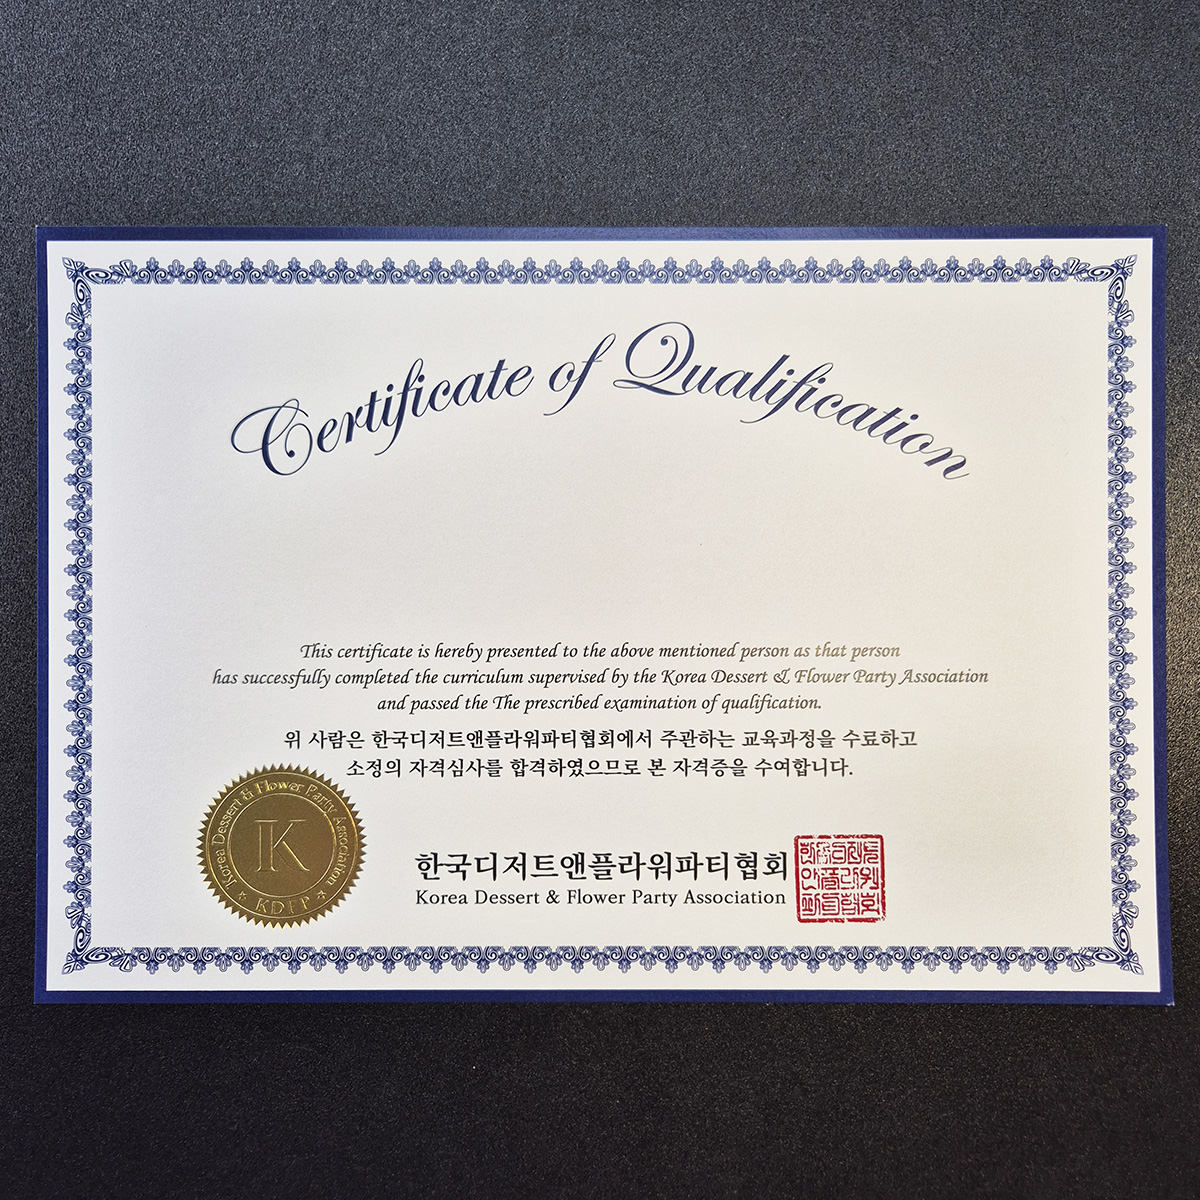 Certificate of Qualification
This certificate is hereby presented to the above mentioned person as that person
has successfully completed the curriculum supervised by the Korea Dessert & Flower Party Association
and passed the The prescribed examination of qualification.
위 사람은 한국디저트앤플라워파티협회에서 주관하는 교육과정을 수료하고
소정의 자격심사를 합격하였으므로 본 자격증을 수여합니다.
Korea Dessert & Flower Party Association
K
KDFP
한국디저트앤플라워파티협회
Korea Dessert & Flower Party Association